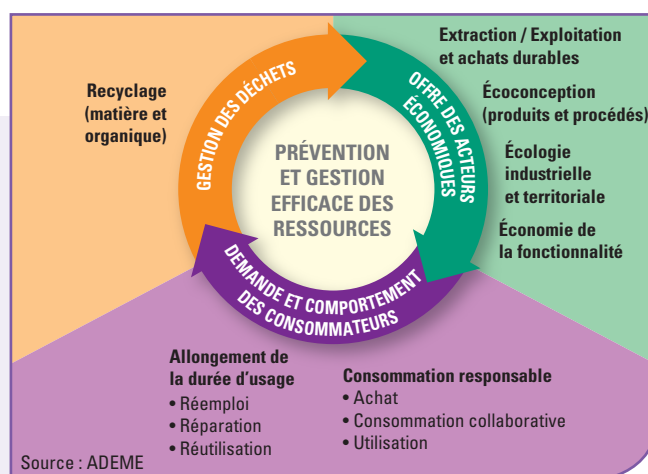 Extraction / Exploitation
et achats durables
Écoconception
(produits et procédés)
Écologie
industrielle
et territoriale
Économie de
la fonctionnalité
Recyclage
(matière et
organique)
GESTION DES DÉCHETS
OFFRE DES ACTEURS
ÉCONOMIQUES
PRÉVENTION
ET GESTION
EFFICACE DES
RESSOURCES
DEMANDE ET COMPORTEMENT
DES CONSOMMATEURS
Allongement de
la durée d’usage
• Réemploi
• Réparation
• Réutilisation
Consommation responsable
• Achat
• Consommation collaborative
• Utilisation
Source : ADEME